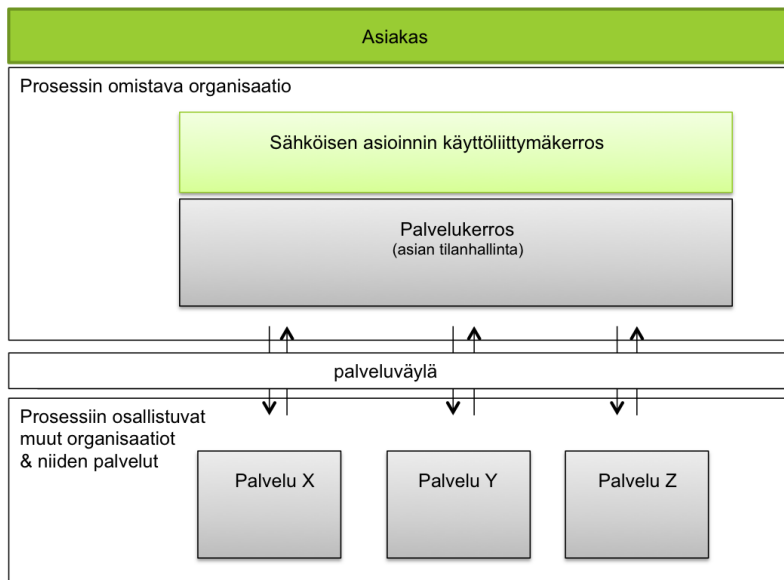 Asiakas
Prosessin omistava organisaatio
Sähköisen asioinnin käyttöliittymäkerros
Palvelukerros
(asian tilanhallinta)
palveluväylä
Prosessiin osallistuvat
muut organisaatiot
& niiden palvelut
Palvelu X
Palvelu Y
Palvelu Z